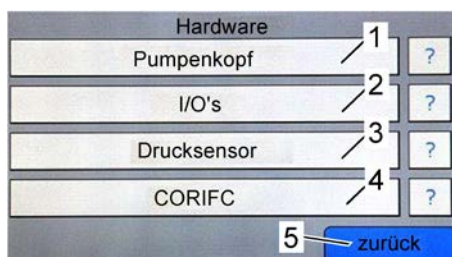 Hardware
1
Pumpenkopf ?
2
I/O's ?
3
Drucksensor ?
4
CORIFC ?
5 zurück